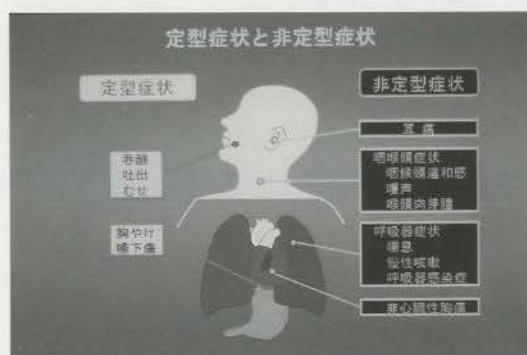 定型症状と非定型症状
定型症状
呑酸
吐出
むせ
胸やけ
嚥下痛
非定型症状
耳痛
咽喉頭症状
咽喉頭違和感
嗄声
喉頭肉芽腫
呼吸器症状
喘息
慢性咳嗽
呼吸器感染症
非心臓性胸痛